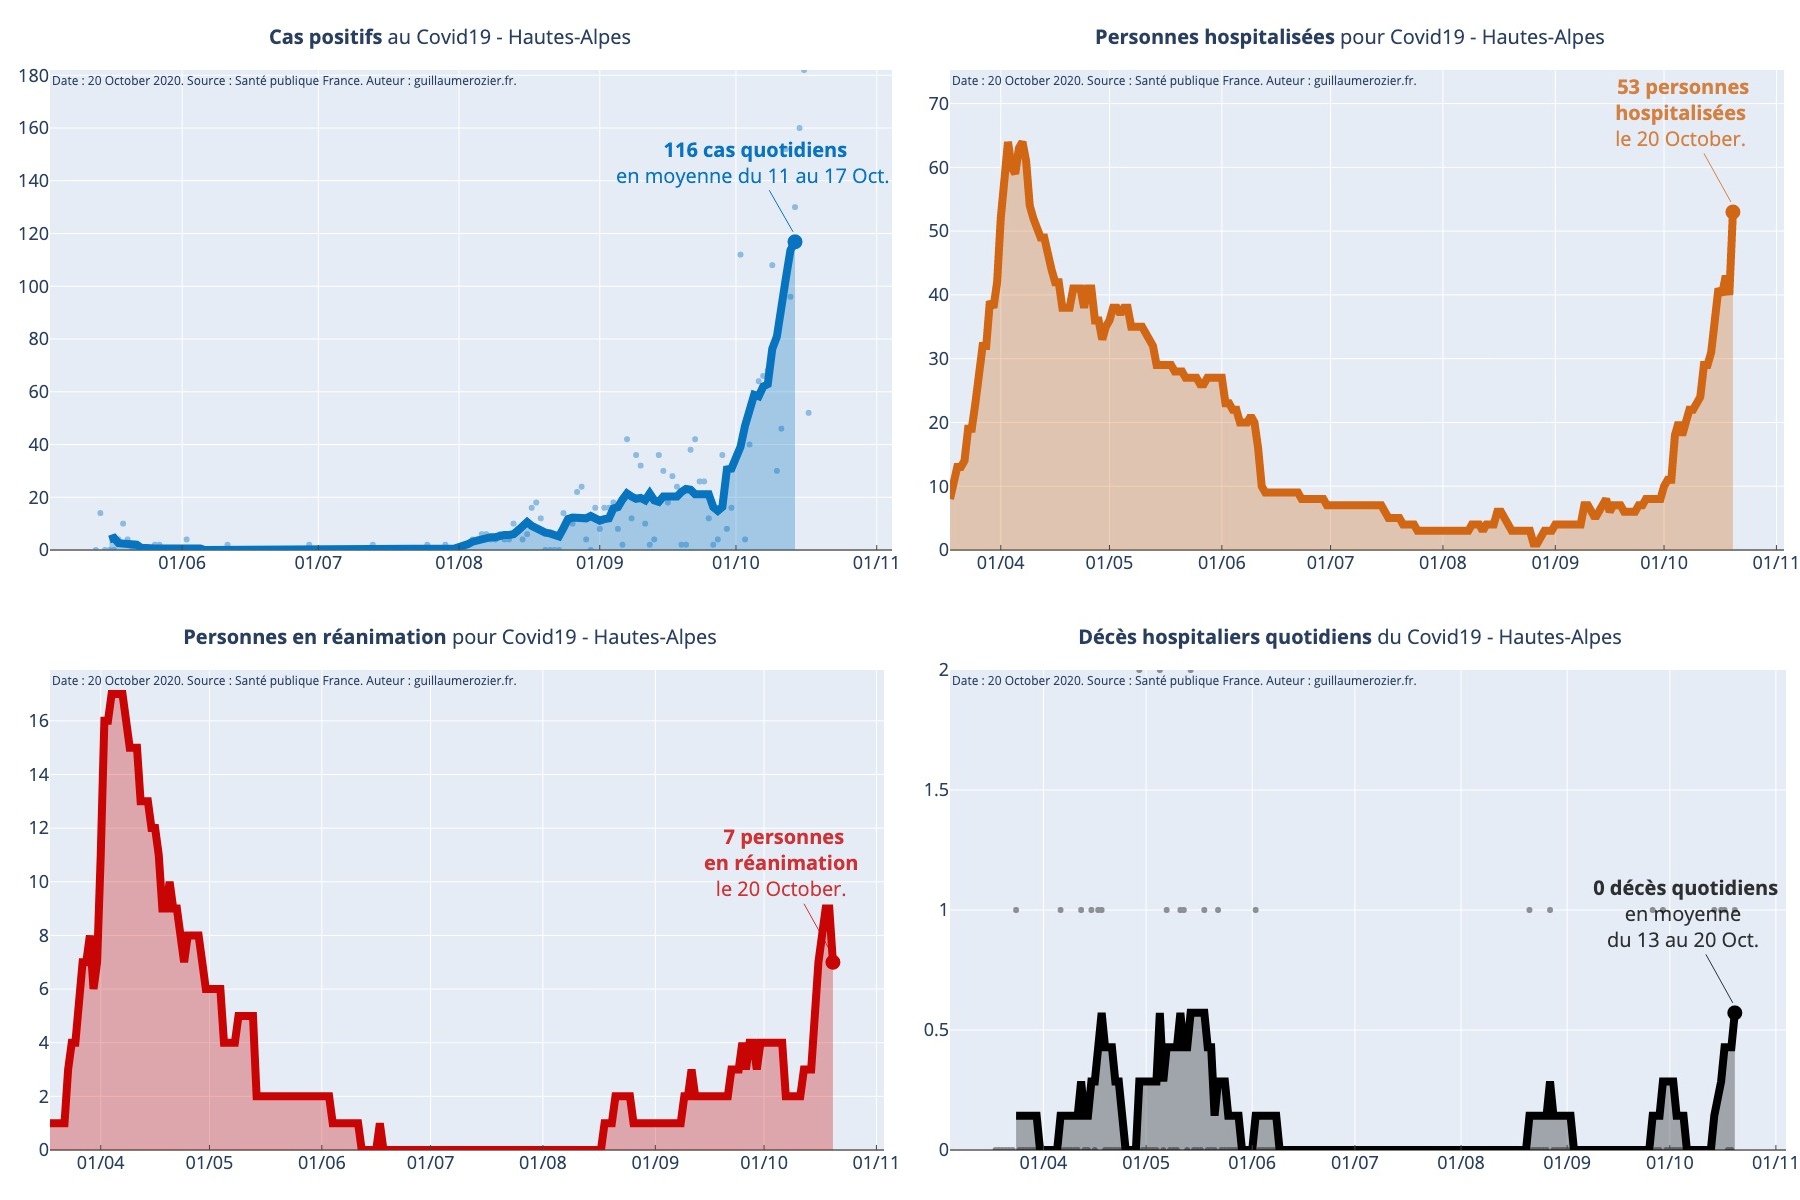 Cas positifs au Covid19 - Hautes-Alpes
Date : 20 October 2020. Source : Santé publique France. Auteur : guillaumerozier.fr.
180
160
140
120
100
80
60
40
20
0
116 cas quotidiens
en moyenne du 11 au 17 Oct.
01/06 01/07 01/08 01/09 01/10 01/11
Personnes hospitalisées pour Covid19 - Hautes-Alpes
Date : 20 October 2020. Source : Santé publique France. Auteur : guillaumerozier.fr.
70
60
50
40
30
20
10
0
53 personnes
hospitalisées
le 20 October.
01/04 01/05 01/06 01/07 01/08 01/09 01/10 01/11
Personnes en réanimation pour Covid19 - Hautes-Alpes
Date : 20 October 2020. Source : Santé publique France. Auteur : guillaumerozier.fr.
16
14
12
10
8
6
4
2
0
7 personnes
en réanimation
le 20 October.
01/04 01/05 01/06 01/07 01/08 01/09 01/10 01/11
Décès hospitaliers quotidiens du Covid19 - Hautes-Alpes
Date : 20 October 2020. Source : Santé publique France. Auteur : guillaumerozier.fr.
2
1.5
1
0.5
0
0 décès quotidiens
en moyenne
du 13 au 20 Oct.
01/04 01/05 01/06 01/07 01/08 01/09 01/10 01/11